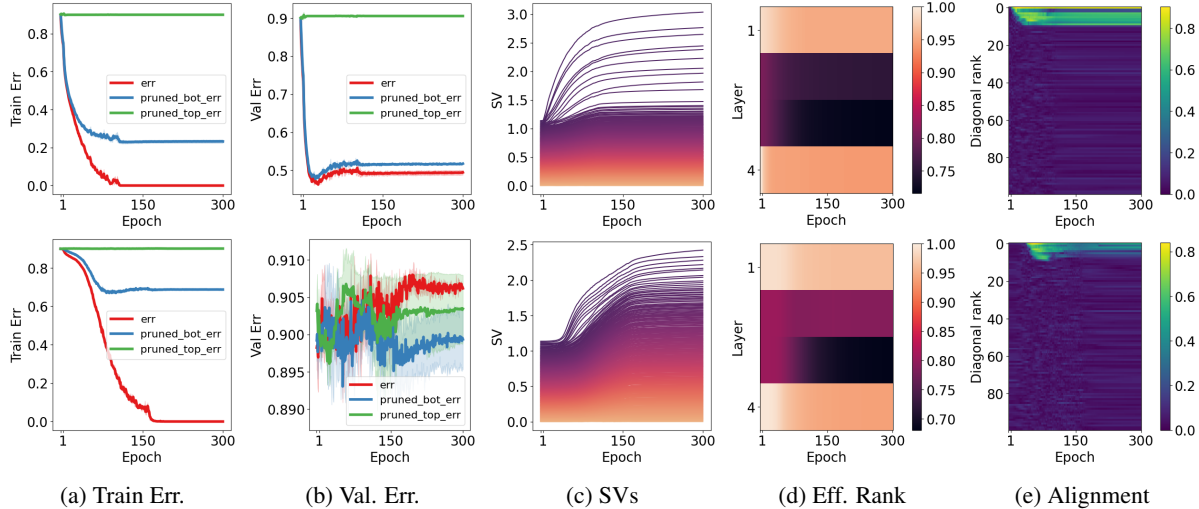 Train Err
0.8
0.6
0.4
0.2
0.0
err
pruned_bot_err
pruned_top_err
1
150
300
Epoch
Val Err
0.9
0.8
0.7
0.6
0.5
err
pruned_bot_err
pruned_top_err
1
150
300
Epoch
SV
3.0
2.5
2.0
1.5
1.0
0.5
0.0
1
150
300
Epoch
Layer
1
4
1
150
300
Epoch
1.00
0.95
0.90
0.85
0.80
0.75
Diagonal rank
0
20
40
60
80
1
150
300
Epoch
0.8
0.6
0.4
0.2
0.0
Train Err
0.8
0.6
0.4
0.2
0.0
err
pruned_bot_err
pruned_top_err
1
150
300
Epoch
Val Err
0.910
0.905
0.900
0.895
0.890
err
pruned_bot_err
pruned_top_err
1
150
300
Epoch
SV
2.5
2.0
1.5
1.0
0.5
0.0
1
150
300
Epoch
Layer
1
4
1
150
300
Epoch
1.00
0.95
0.90
0.85
0.80
0.75
0.70
Diagonal rank
0
20
40
60
80
1
150
300
Epoch
0.8
0.6
0.4
0.2
0.0
(a) Train Err.
(b) Val. Err.
(c) SVs
(d) Eff. Rank
(e) Alignment